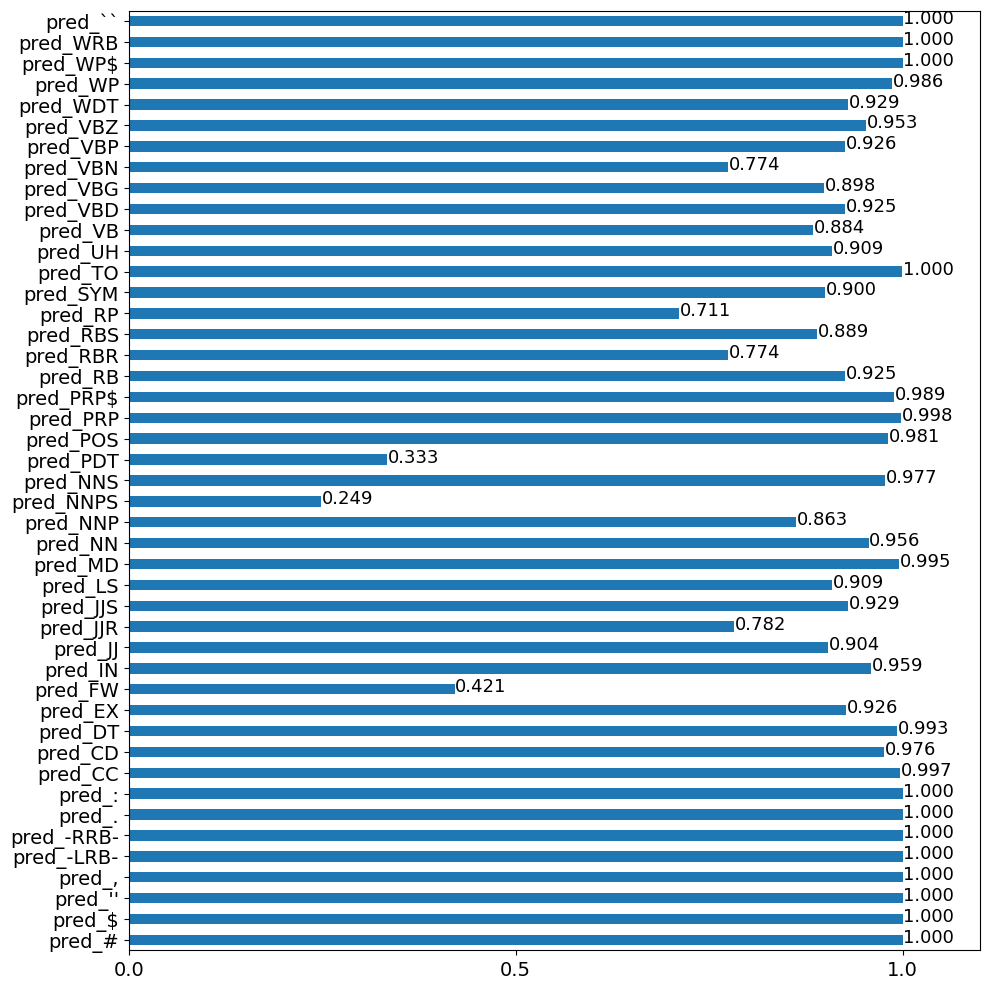 pred_`` 1.000
pred_WRB 1.000
pred_WP$ 1.000
pred_WP 0.986
pred_WDT 0.929
pred_VBZ 0.953
pred_VBP 0.926
pred_VBN 0.774
pred_VBG 0.898
pred_VBD 0.925
pred_VB 0.884
pred_UH 0.909
pred_TO 1.000
pred_SYM 0.900
pred_RP 0.711
pred_RBS 0.889
pred_RBR 0.774
pred_RB 0.925
pred_PRP$ 0.989
pred_PRP 0.998
pred_POS 0.981
pred_PDT 0.333
pred_NNS 0.977
pred_NNPS 0.249
pred_NNP 0.863
pred_NN 0.956
pred_MD 0.995
pred_LS 0.909
pred_JJS 0.929
pred_JJR 0.782
pred_JJ 0.904
pred_IN 0.959
pred_FW 0.421
pred_EX 0.926
pred_DT 0.993
pred_CD 0.976
pred_CC 0.997
pred_: 1.000
pred_. 1.000
pred_-RRB- 1.000
pred_-LRB- 1.000
pred_, 1.000
pred_'' 1.000
pred_$ 1.000
pred_# 1.000
0.0 0.5 1.0